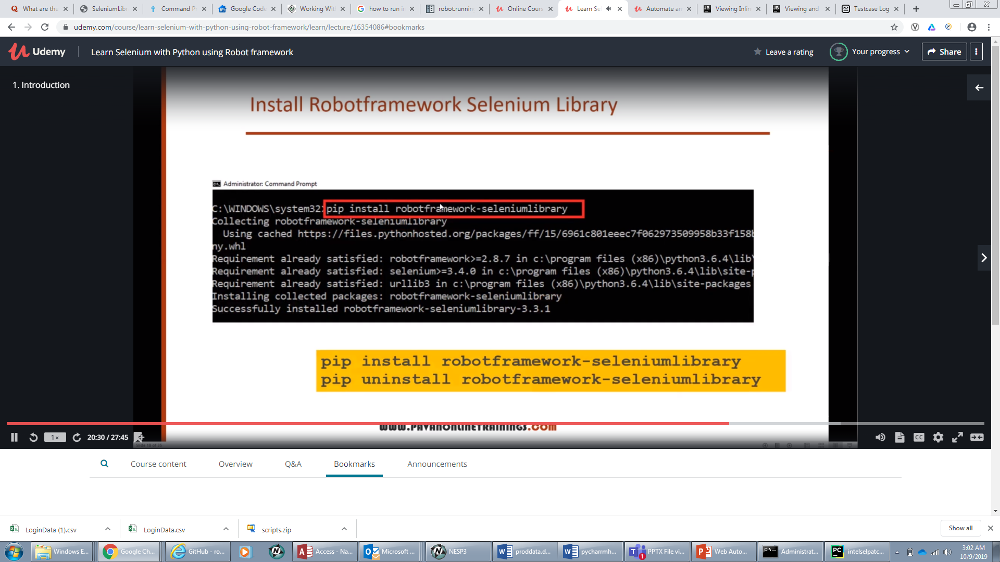 What are the
SeleniumLibr
Command Pr
Google Code
Working With
how to run in
robot.running
Online Cours
Learn Sel
Automate an
Viewing Inlin
Viewing and
Testcase Log
udemy.com/course/learn-selenium-with-python-using-robot-framework/learn/lecture/16354086#bookmarks
Udemy
Learn Selenium with Python using Robot framework
Leave a rating
Your progress
Share
1. Introduction
Install Robotframework Selenium Library
Administrator: Command Prompt
C:\WINDOWS\system32>pip install robotframework-seleniumlibrary
Collecting robotframework-seleniumlibrary
Using cached https://files.pythonhosted.org/packages/ff/15/6961c801eeec7f062973509958b33f158b
ny.whl
Requirement already satisfied: robotframework>=2.8.7 in c:\program files (x86)\python3.6.4\lib\
Requirement already satisfied: selenium>=3.4.0 in c:\program files (x86)\python3.6.4\lib\site-p
Requirement already satisfied: urllib3 in c:\program files (x86)\python3.6.4\lib\site-packages
Installing collected packages: robotframework-seleniumlibrary
Successfully installed robotframework-seleniumlibrary-3.3.1
pip install robotframework-seleniumlibrary
pip uninstall robotframework-seleniumlibrary
www.pavanonlinetrainings.com
1x
20:30 / 27:45
CC
Course content
Overview
Q&A
Bookmarks
Announcements
LoginData (1).csv
LoginData.csv
scripts.zip
Show all
Windows E...
Google Ch...
GitHub - ro...
Access - Na...
Microsoft ...
NESP3
proddata.d...
pycharmh...
PPTX File vi...
Web Auto...
Administrat...
intelselpatc...
3:02 AM
10/9/2019